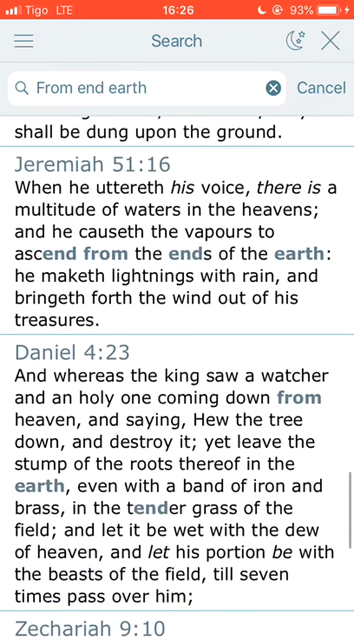 Tigo LTE 16:26 93%
Search
From end earth Cancel
shall be dung upon the ground.
Jeremiah 51:16
When he uttereth his voice, there is a
multitude of waters in the heavens;
and he causeth the vapours to
ascend from the ends of the earth:
he maketh lightnings with rain, and
bringeth forth the wind out of his
treasures.
Daniel 4:23
And whereas the king saw a watcher
and an holy one coming down from
heaven, and saying, Hew the tree
down, and destroy it; yet leave the
stump of the roots thereof in the
earth, even with a band of iron and
brass, in the tender grass of the
field; and let it be wet with the dew
of heaven, and let his portion be with
the beasts of the field, till seven
times pass over him;
Zechariah 9:10